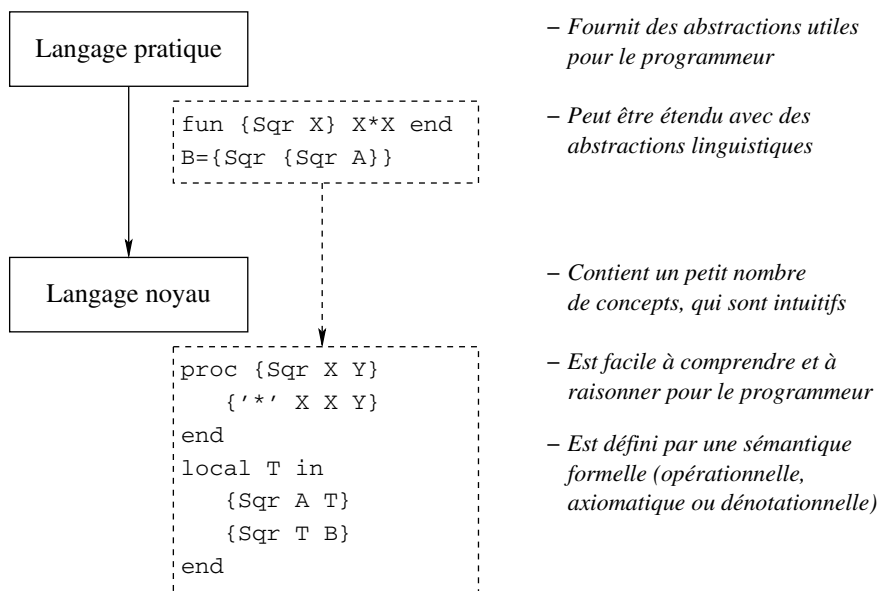 Langage pratique
– Fournit des abstractions utiles
pour le programmeur
fun {Sqr X} X*X end
B={Sqr {Sqr A}}
– Peut être étendu avec des
abstractions linguistiques
Langage noyau
– Contient un petit nombre
de concepts, qui sont intuitifs
proc {Sqr X Y}
{’*’ X X Y}
end
local T in
{Sqr A T}
{Sqr T B}
end
– Est facile à comprendre et à
raisonner pour le programmeur
– Est défini par une sémantique
formelle (opérationnelle,
axiomatique ou dénotationnelle)